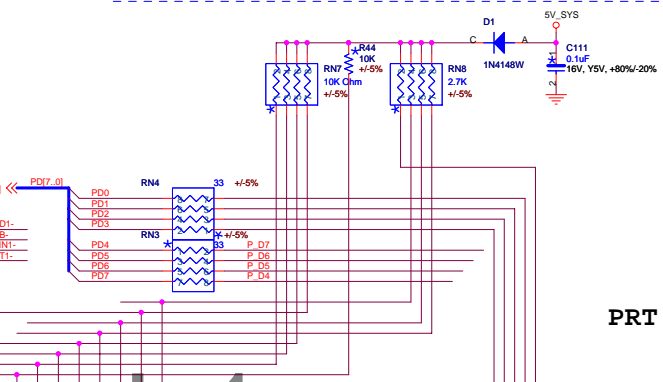 5V_SYS
D1
C
A
1N4148W
C111
0.1uF
16V, Y5V, +80%/-20%
1
2
R44
10K
+/-5%
RN7
10K Ohm
+/-5%
RN8
2.7K
+/-5%
PD[7..0]
RN4
33
+/-5%
PD0
PD1
PD2
PD3
RN3
+/-5%
33
PD4
PD5
PD6
PD7
P_D7
P_D6
P_D5
P_D4
D1-
B-
IN1-
T1-
PRT